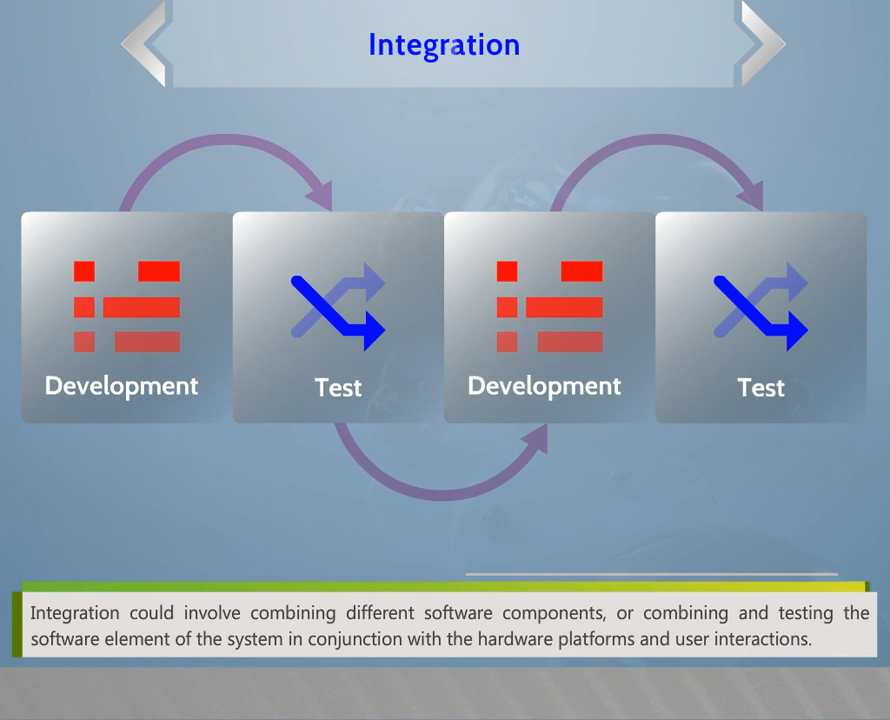 Integration
Development
Test
Development
Test
Integration could involve combining different software components, or combining and testing the
software element of the system in conjunction with the hardware platforms and user interactions.